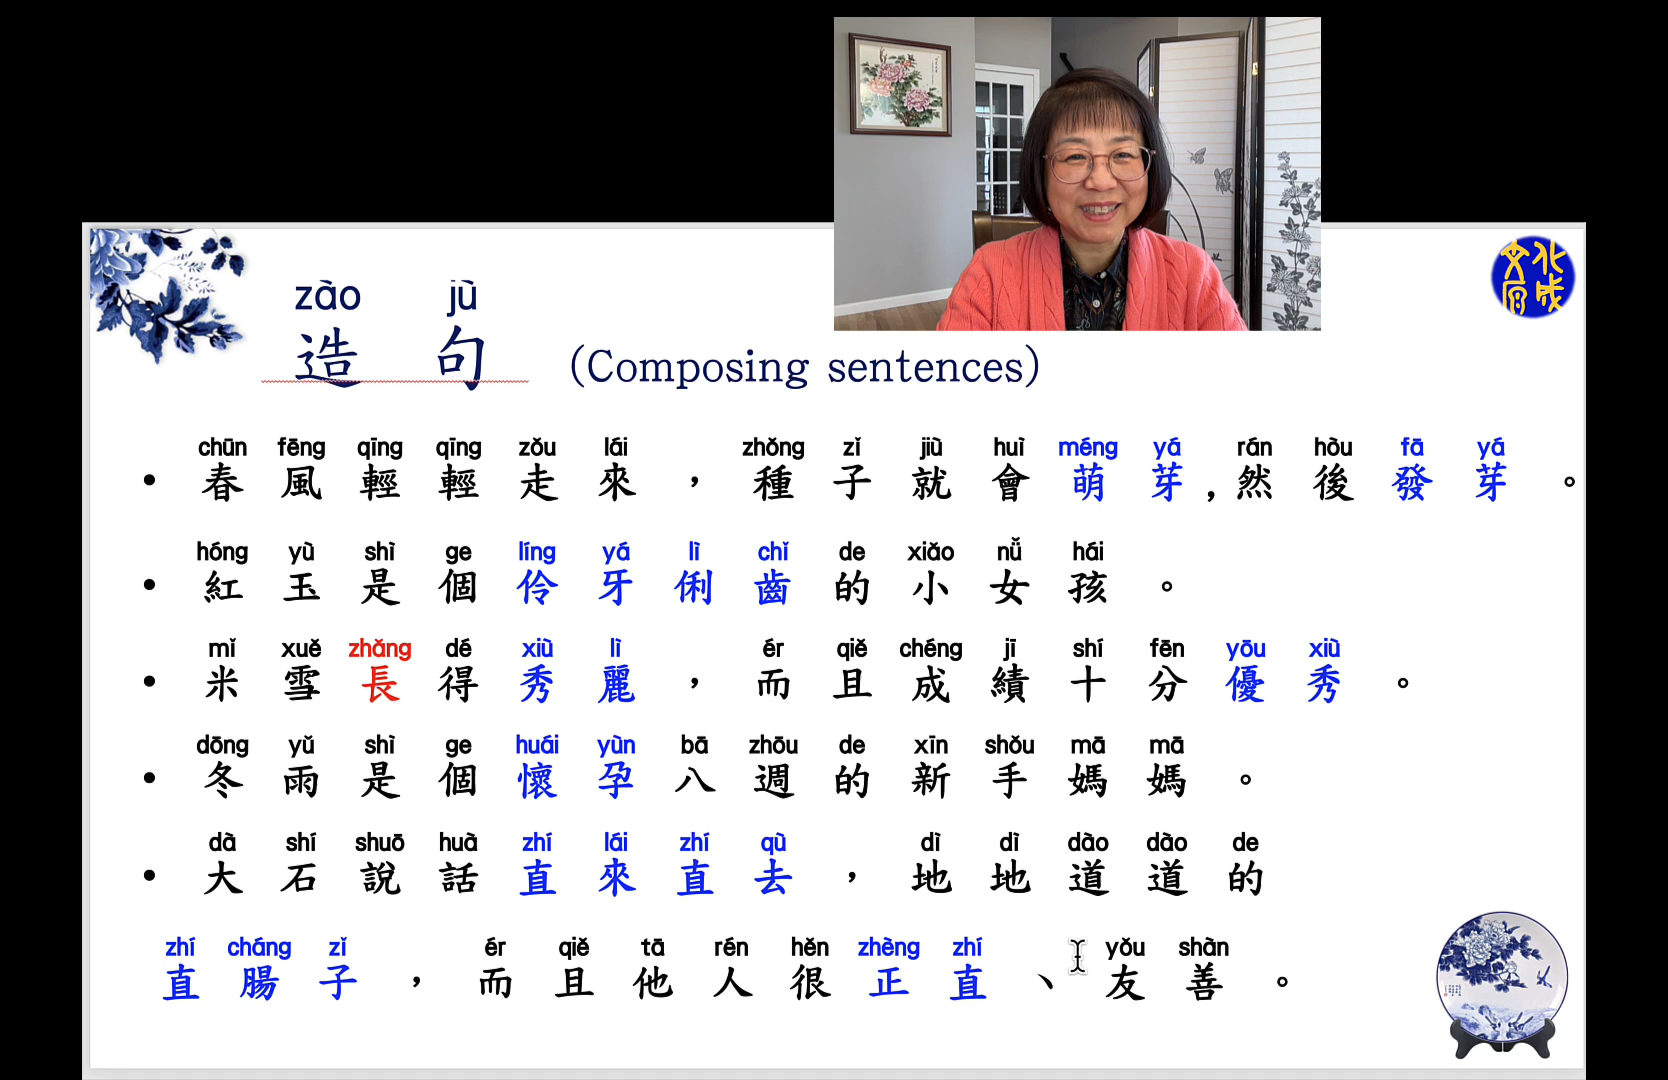 zào jù
造句 (Composing sentences)
chūn fēng qīng qīng zǒu lái zhǒng zǐ jiù huì méng yá rán hòu fā yá
• 春風輕輕走來，種子就會萌芽,然後發芽。
hóng yù shì ge líng yá lì chǐ de xiǎo nǚ hái
• 紅玉是個伶牙俐齒的小女孩。
mǐ xuě zhǎng dé xiù lì ér qiě chéng jī shí fēn yōu xiù
• 米雪長得秀麗，而且成績十分優秀。
dōng yǔ shì ge huái yùn bā zhōu de xīn shǒu mā mā
• 冬雨是個懷孕八週的新手媽媽。
dà shí shuō huà zhí lái zhí qù dì dì dào dào de
• 大石說話直來直去，地地道道的
zhí cháng zǐ ér qiě tā rén hěn zhèng zhí yǒu shàn
直腸子，而且他人很正直、友善。